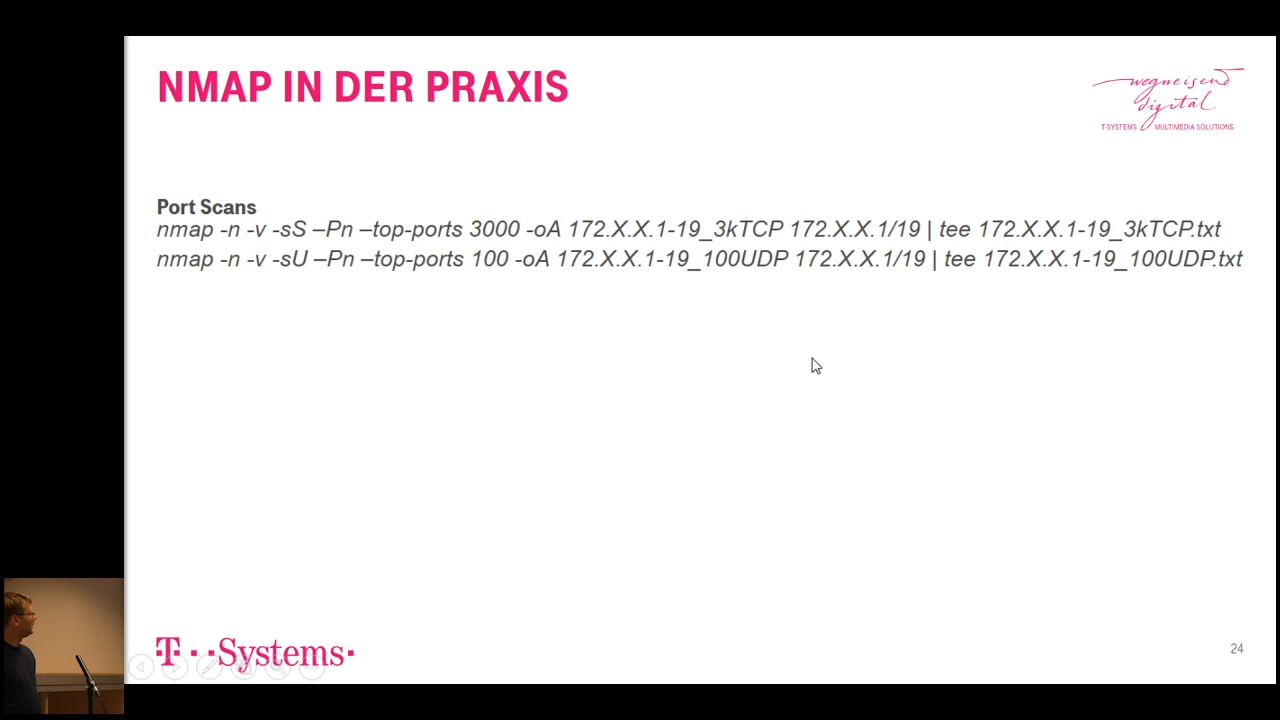 NMAP IN DER PRAXIS
wegweisend
digital
T-SYSTEMS MULTIMEDIA SOLUTIONS
Port Scans
nmap -n -v -sS –Pn –top-ports 3000 -oA 172.X.X.1-19_3kTCP 172.X.X.1/19 | tee 172.X.X.1-19_3kTCP.txt
nmap -n -v -sU –Pn –top-ports 100 -oA 172.X.X.1-19_100UDP 172.X.X.1/19 | tee 172.X.X.1-19_100UDP.txt
T··Systems·
24